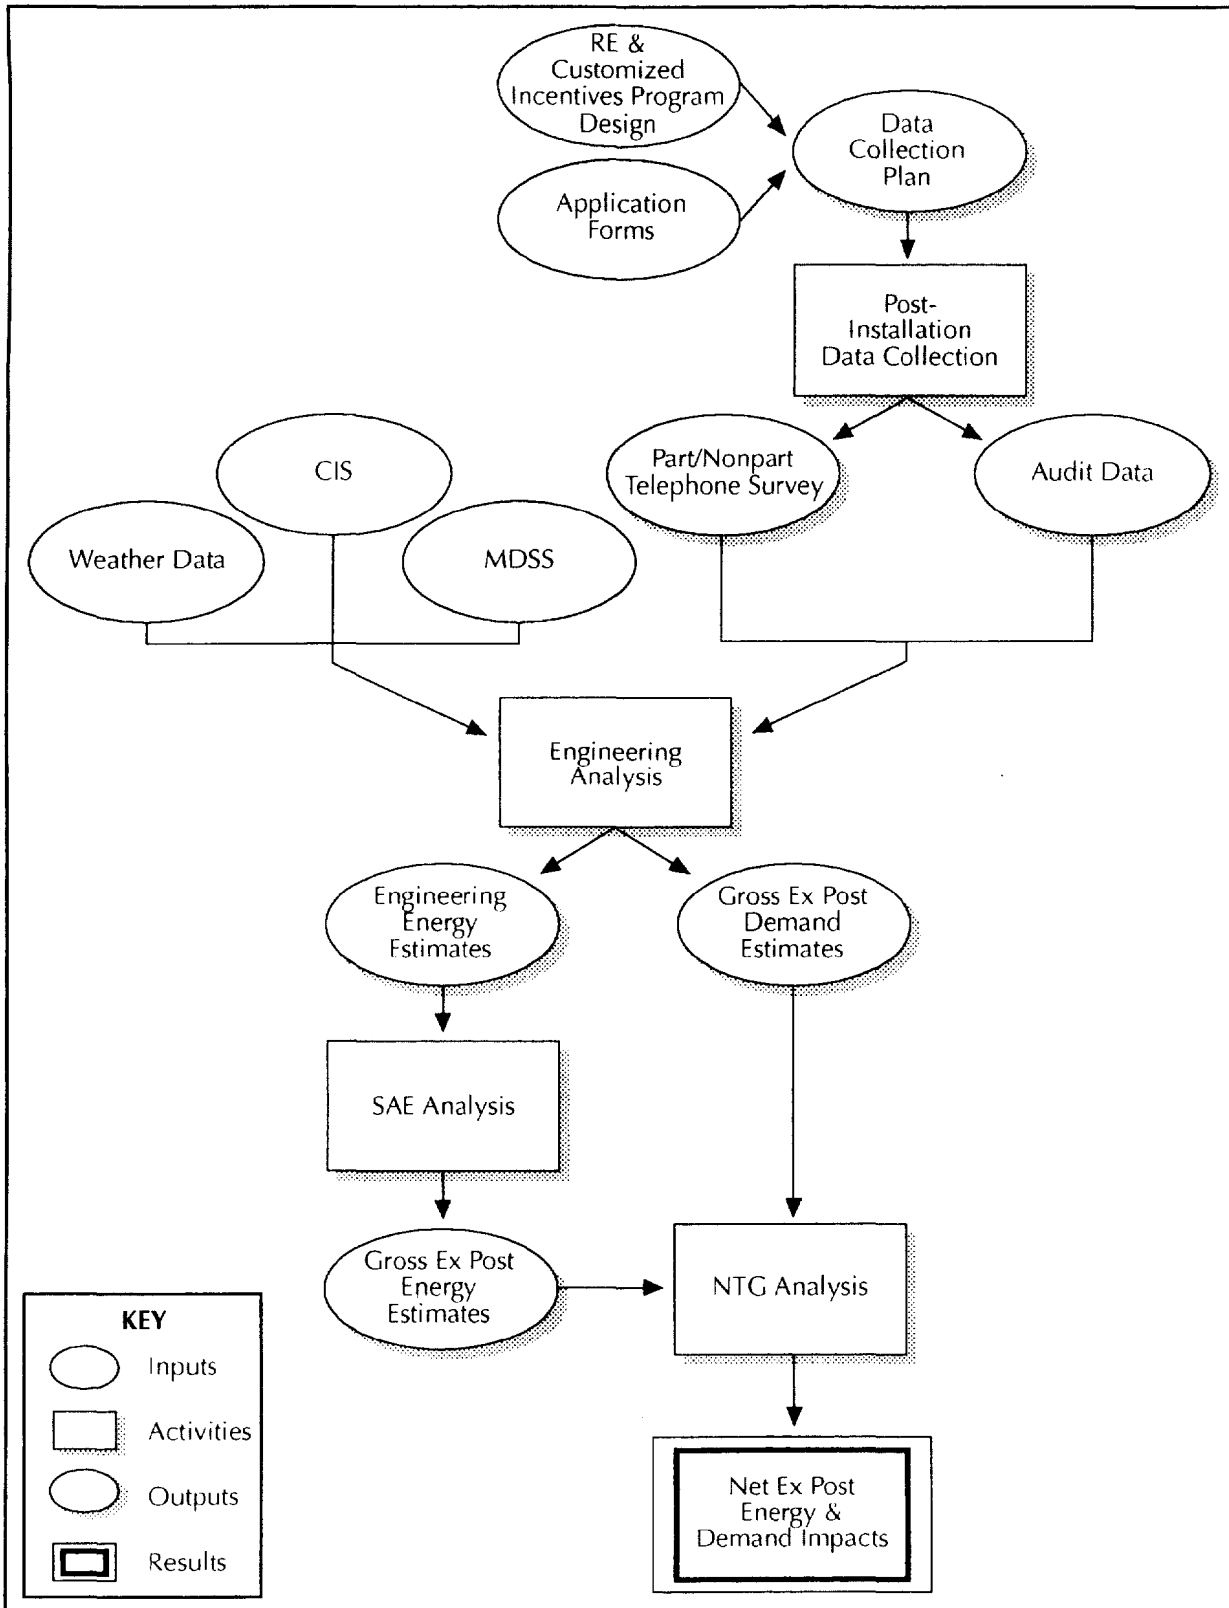 RE &
Customized
Incentives Program
Design
Data
Collection
Plan
Application
Forms
Post-
Installation
Data Collection
CIS
Part/Nonpart
Telephone Survey
Audit Data
Weather Data
MDSS
Engineering
Analysis
Engineering
Energy
Estimates
Gross Ex Post
Demand
Estimates
SAE Analysis
Gross Ex Post
Energy
Estimates
NTG Analysis
KEY
Inputs
Activities
Outputs
Results
Net Ex Post
Energy &
Demand Impacts